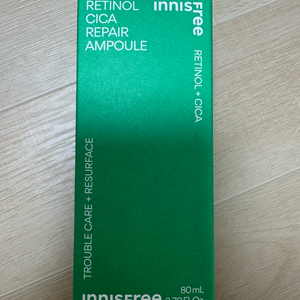 RETINOL
CICA
REPAIR
AMPOULE
innisfree
RETINOL + CICA
TROUBLE CARE + RESURFACE
80 mL
innisfree